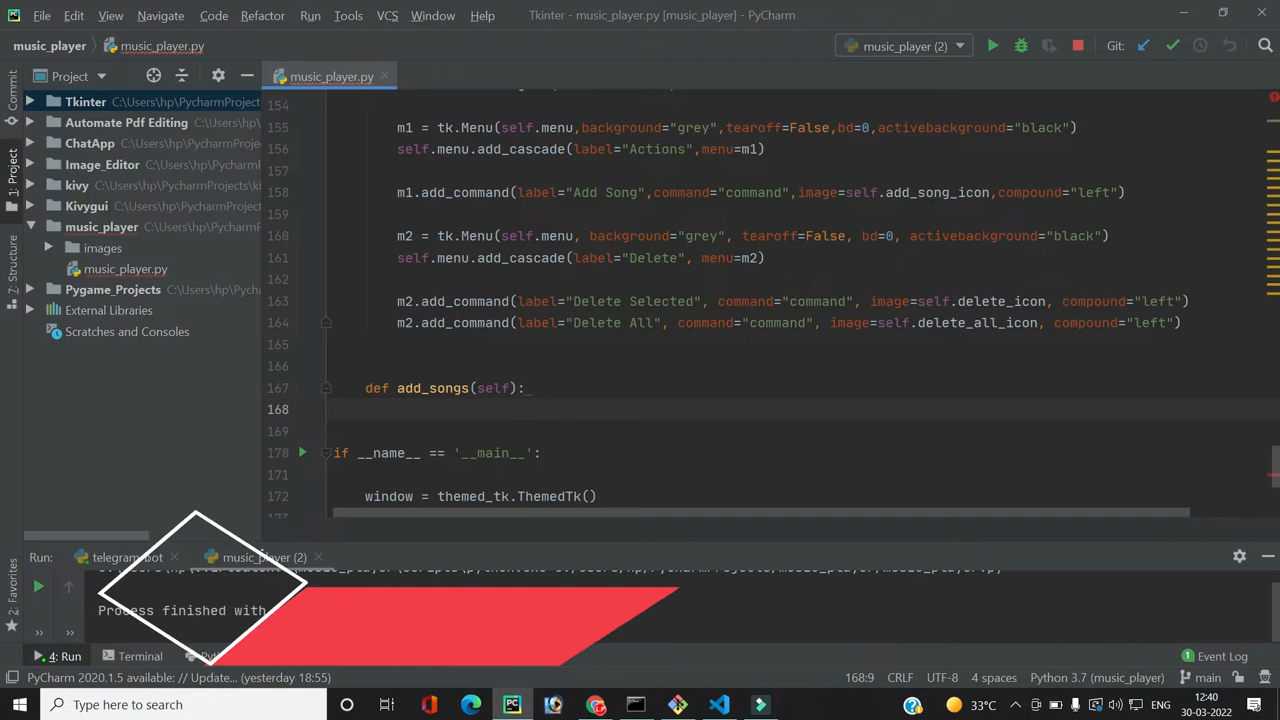 File Edit View Navigate Code Refactor Run Tools VCS Window Help Tkinter - music_player.py [music_player] - PyCharm
music_player music_player.py music_player (2) Git:
Project music_player.py
Commit
1: Project
7: Structure
2: Favorites
Tkinter C:\Users\hp\PycharmProject
Automate Pdf Editing C:\Users\
ChatApp C:\Users\hp\PycharmPro
Image_Editor C:\Users\hp\Pycharm
kivy C:\Users\hp\PycharmProjects\ki
Kivygui C:\Users\hp\PycharmProject
music_player C:\Users\hp\Pycharm
images
music_player.py
Pygame_Projects C:\Users\hp\Pycha
External Libraries
Scratches and Consoles
154
155 m1 = tk.Menu(self.menu,background="grey",tearoff=False,bd=0,activebackground="black")
156 self.menu.add_cascade(label="Actions",menu=m1)
157
158 m1.add_command(label="Add Song",command="command",image=self.add_song_icon,compound="left")
159
160 m2 = tk.Menu(self.menu, background="grey", tearoff=False, bd=0, activebackground="black")
161 self.menu.add_cascade(label="Delete", menu=m2)
162
163 m2.add_command(label="Delete Selected", command="command", image=self.delete_icon, compound="left")
164 m2.add_command(label="Delete All", command="command", image=self.delete_all_icon, compound="left")
165
166
167 def add_songs(self):
168
169
170 if __name__ == '__main__':
171
172 window = themed_tk.ThemedTk()
Run: telegram-bot music_player (2)
Process finished with
4: Run Terminal Event Log
PyCharm 2020.1.5 available: // Update... (yesterday 18:55) 168:9 CRLF UTF-8 4 spaces Python 3.7 (music_player) main
Type here to search 33°C ENG 12:40
30-03-2022